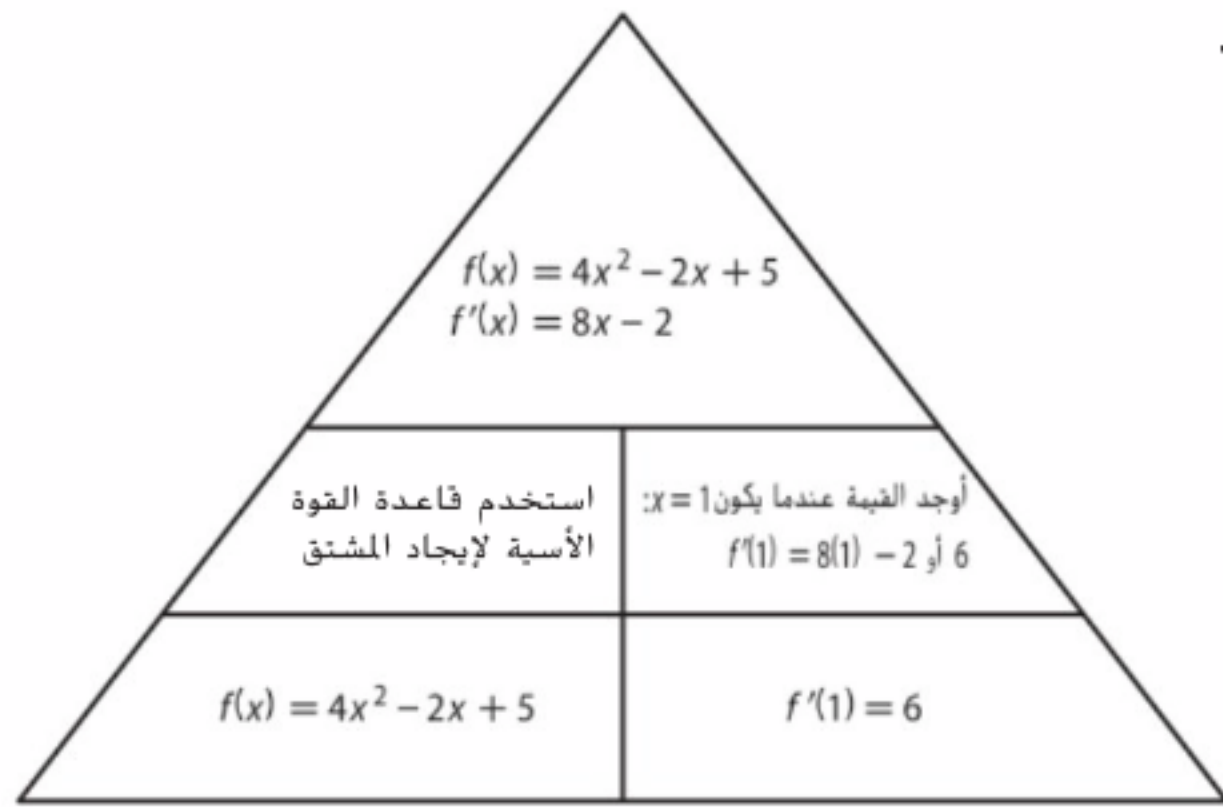 f(x) = 4x² − 2x + 5
f′(x) = 8x − 2
أوجد القيمة عندما يكون x = 1:
6 أو f′(1) = 8(1) − 2
استخدم قاعدة القوة
الأسية لإيجاد المشتق
f(x) = 4x² − 2x + 5
f′(1) = 6